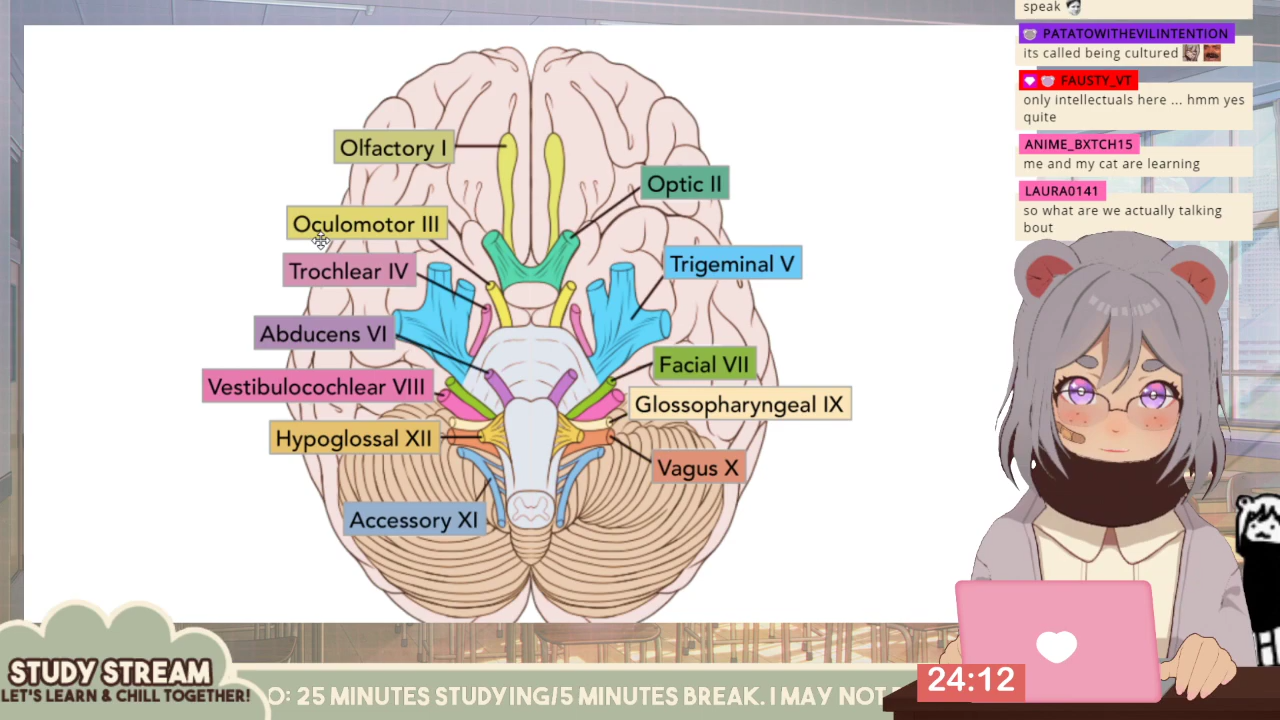 speak
PATATOWITHEVILINTENTION
its called being cultured
FAUSTY_VT
only intellectuals here ... hmm yes
quite
ANIME_BXTCH15
me and my cat are learning
LAURA0141
so what are we actually talking
bout
Olfactory I
Optic II
Oculomotor III
Trigeminal V
Trochlear IV
Abducens VI
Facial VII
Vestibulocochlear VIII
Glossopharyngeal IX
Hypoglossal XII
Vagus X
Accessory XI
STUDY STREAM
LET'S LEARN & CHILL TOGETHER!
O: 25 MINUTES STUDYING/5 MINUTES BREAK. I MAY NOT
24:12